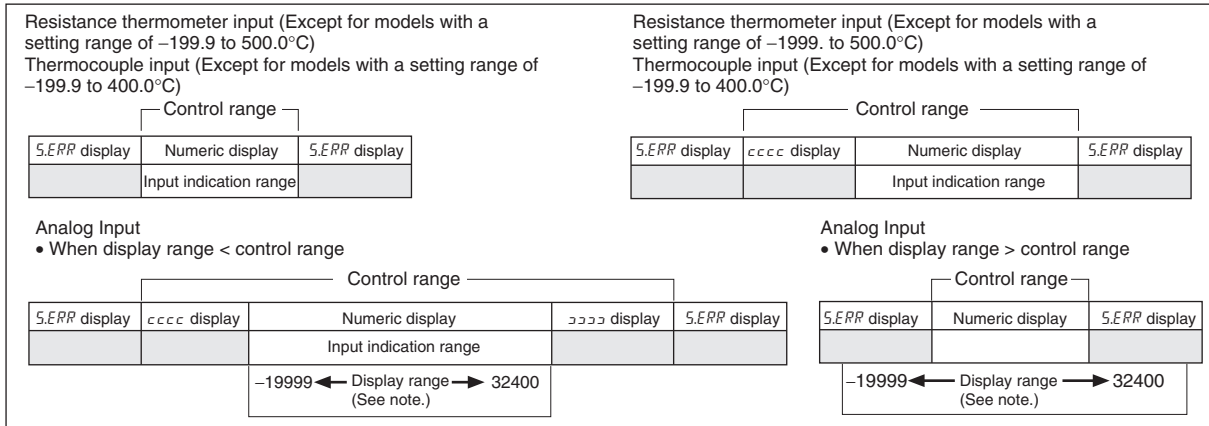 Resistance thermometer input (Except for models with a
setting range of –199.9 to 500.0°C)
Thermocouple input (Except for models with a setting range of
–199.9 to 400.0°C)
Control range
S.ERR display
Numeric display
S.ERR display
Input indication range
Resistance thermometer input (Except for models with a
setting range of –1999. to 500.0°C)
Thermocouple input (Except for models with a setting range of
–199.9 to 400.0°C)
Control range
S.ERR display
cccc display
Numeric display
S.ERR display
Input indication range
Analog Input
• When display range < control range
Control range
S.ERR display
cccc display
Numeric display
ɔɔɔɔ display
S.ERR display
Input indication range
–19999 Display range 32400
(See note.)
Analog Input
• When display range > control range
Control range
S.ERR display
Numeric display
S.ERR display
–19999 Display range 32400
(See note.)